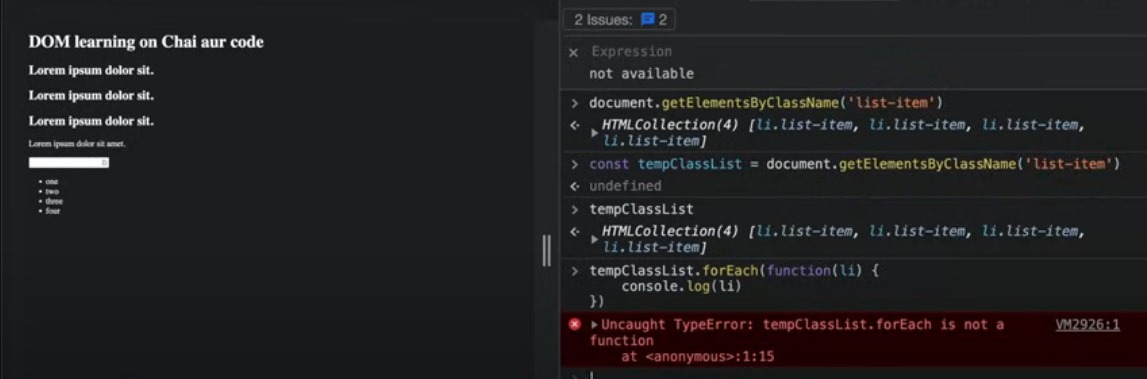 DOM learning on Chai aur code
Lorem ipsum dolor sit.
Lorem ipsum dolor sit.
Lorem ipsum dolor sit.
Lorem ipsum dolor sit amet.
• one
• two
• three
• four
2 Issues: 2
Expression
not available
document.getElementsByClassName('list-item')
HTMLCollection(4) [li.list-item, li.list-item, li.list-item,
li.list-item]
const tempClassList = document.getElementsByClassName('list-item')
undefined
tempClassList
HTMLCollection(4) [li.list-item, li.list-item, li.list-item,
li.list-item]
tempClassList.forEach(function(li) {
console.log(li)
})
Uncaught TypeError: tempClassList.forEach is not a VM2926:1
function
at <anonymous>:1:15